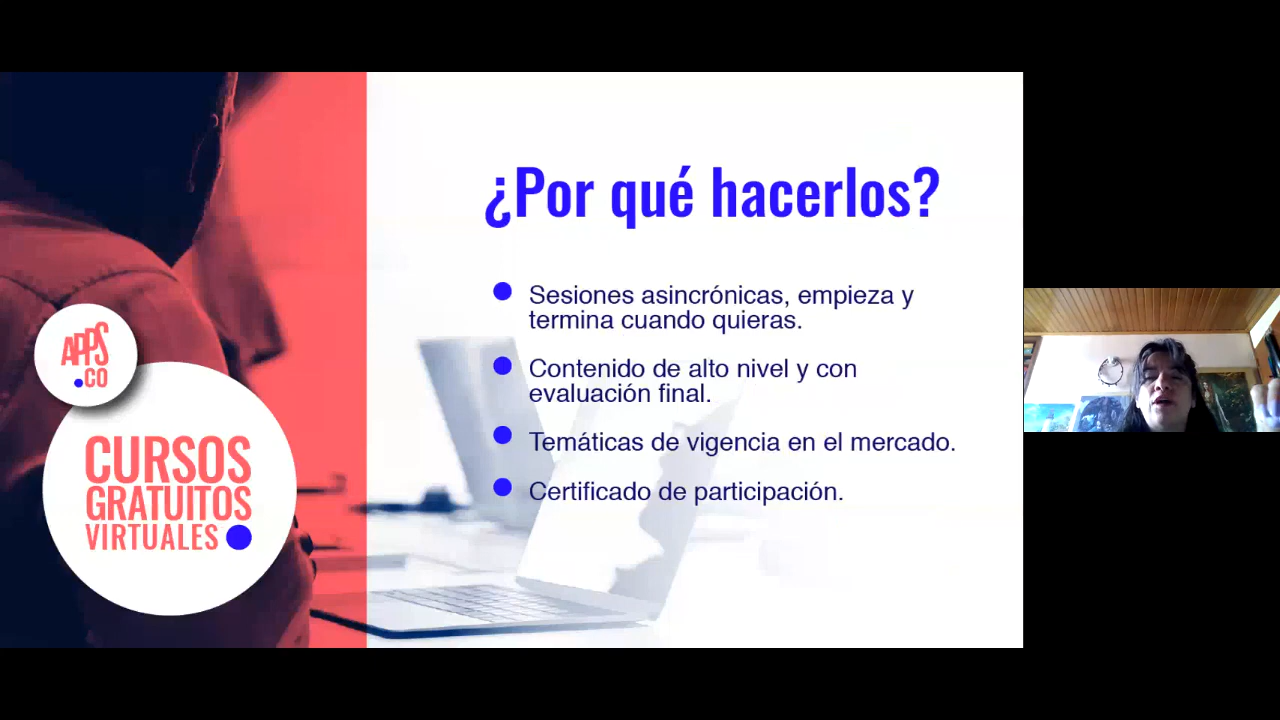 APPS
.CO
CURSOS
GRATUITOS
VIRTUALES
¿Por qué hacerlos?
Sesiones asincrónicas, empieza y
termina cuando quieras.
Contenido de alto nivel y con
evaluación final.
Temáticas de vigencia en el mercado.
Certificado de participación.